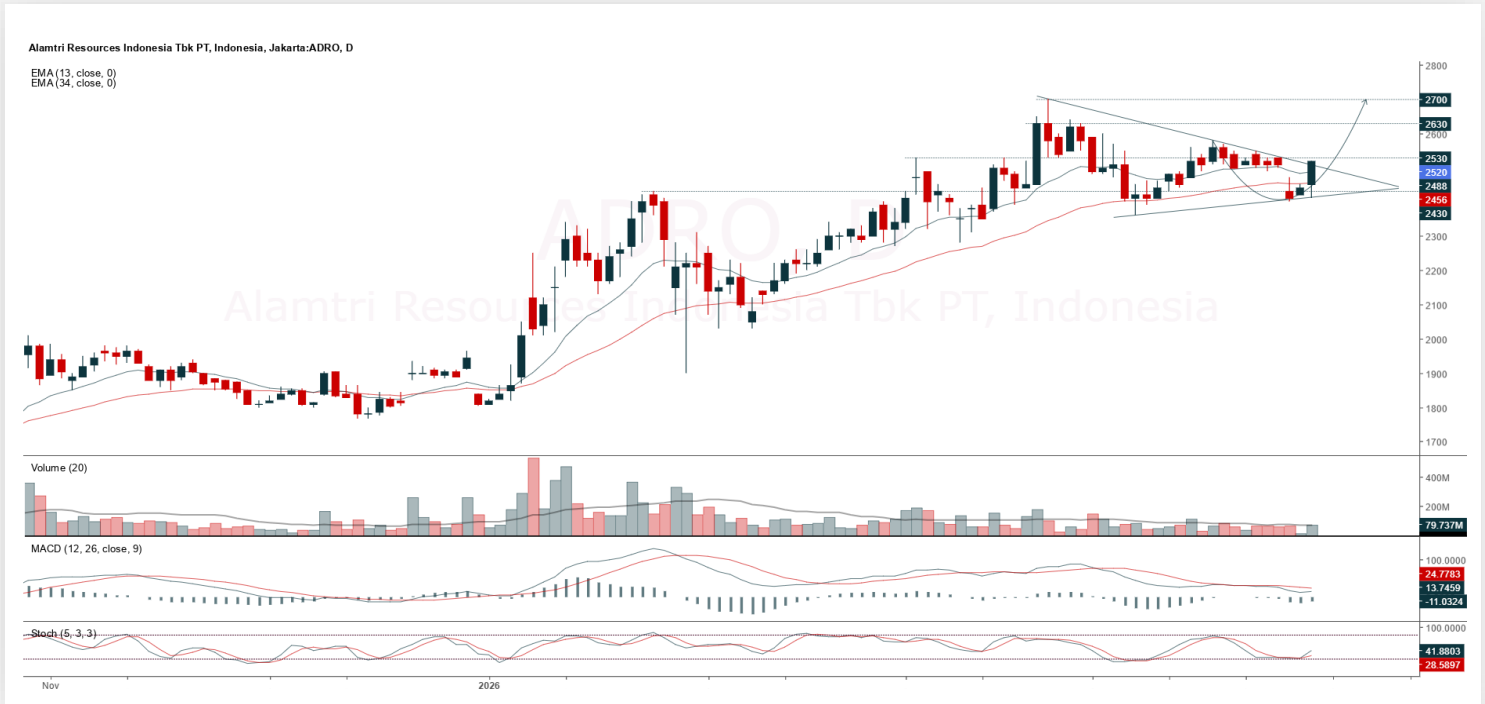 Alamtri Resources Indonesia Tbk PT, Indonesia, Jakarta:ADRO, D
EMA (13, close, 0)
EMA (34, close, 0)
ADRO, D
Alamtri Resources Indonesia Tbk PT, Indonesia
2800
2700
2630
2600
2530
2520
2488
2456
2430
2300
2200
2100
2000
1900
1800
1700
Volume (20)
400M
200M
79.737M
MACD (12, 26, close, 9)
100.0000
24.7783
13.7459
-11.0324
Stoch (5, 3, 3)
100.0000
41.8803
28.5897
Nov
2026